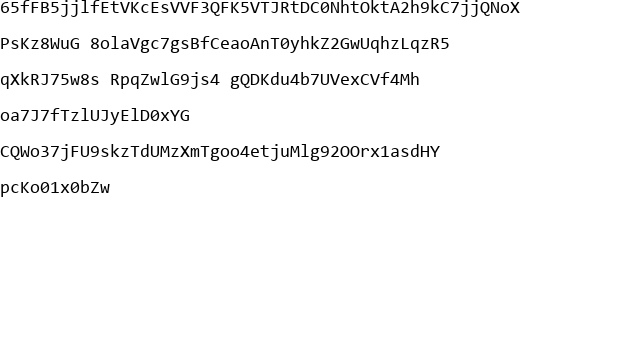 65fFB5jjlfEtVKcEsVVF3QFK5VTJRtDC0NhtOktA2h9kC7jjQNoX
PsKz8WuG 8olaVgc7gsBfCeaoAnT0yhkZ2GwUqhzLqzR5
qXkRJ75w8s RpqZwlG9js4 gQDKdu4b7UVexCVf4Mh
oa7J7fTzlUJyElD0xYG
CQWo37jFU9skzTdUMzXmTgoo4etjuMlg92OOrx1asdHY
pcKo01x0bZw